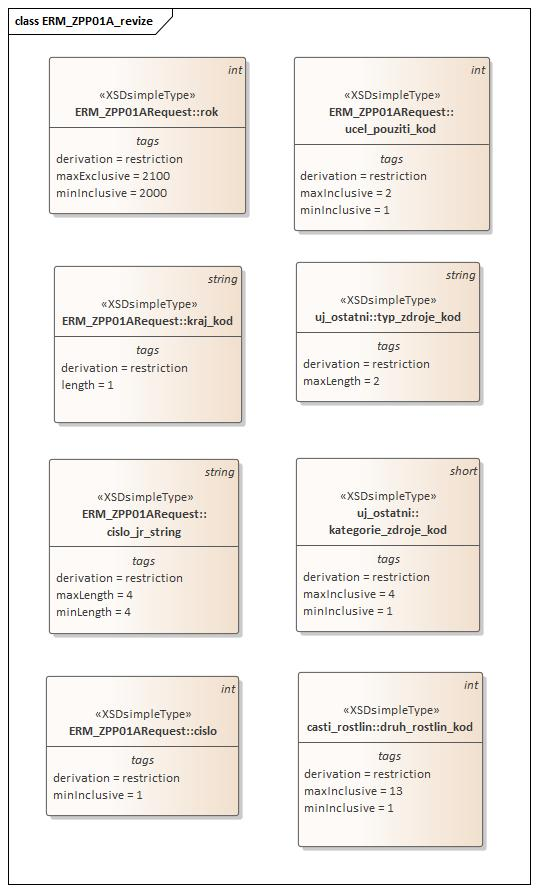 class ERM_ZPP01A_revize
int
«XSDsimpleType»
ERM_ZPP01ARequest::rok
tags
derivation = restriction
maxExclusive = 2100
minInclusive = 2000
int
«XSDsimpleType»
ERM_ZPP01ARequest::
ucel_pouziti_kod
tags
derivation = restriction
maxInclusive = 2
minInclusive = 1
string
«XSDsimpleType»
ERM_ZPP01ARequest::kraj_kod
tags
derivation = restriction
length = 1
string
«XSDsimpleType»
uj_ostatni::typ_zdroje_kod
tags
derivation = restriction
maxLength = 2
string
«XSDsimpleType»
ERM_ZPP01ARequest::
cislo_jr_string
tags
derivation = restriction
maxLength = 4
minLength = 4
short
«XSDsimpleType»
uj_ostatni::
kategorie_zdroje_kod
tags
derivation = restriction
maxInclusive = 4
minInclusive = 1
int
«XSDsimpleType»
ERM_ZPP01ARequest::cislo
tags
derivation = restriction
minInclusive = 1
int
«XSDsimpleType»
casti_rostlin::druh_rostlin_kod
tags
derivation = restriction
maxInclusive = 13
minInclusive = 1